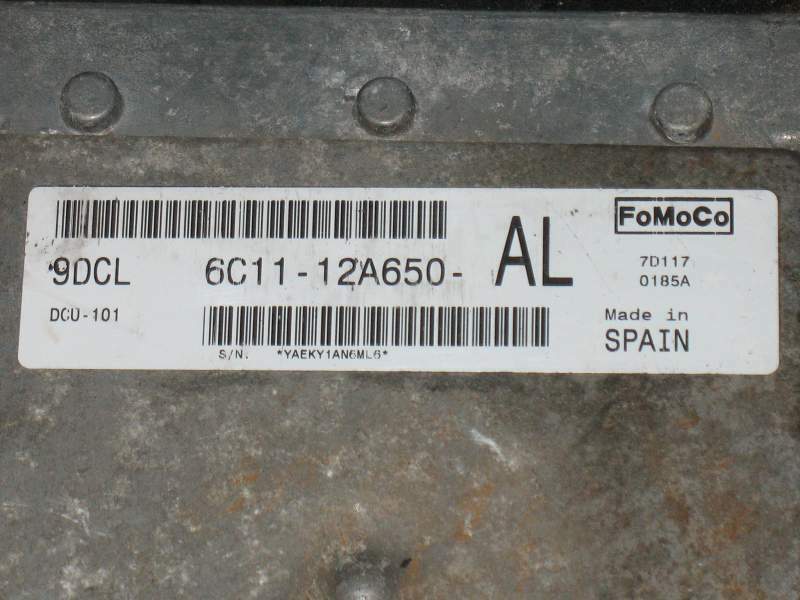 FoMoCo
9DCL 6C11-12A650- AL
7D117
0185A
DCU-101
Made in
SPAIN
S/N. *YAEKY1AN6ML6*